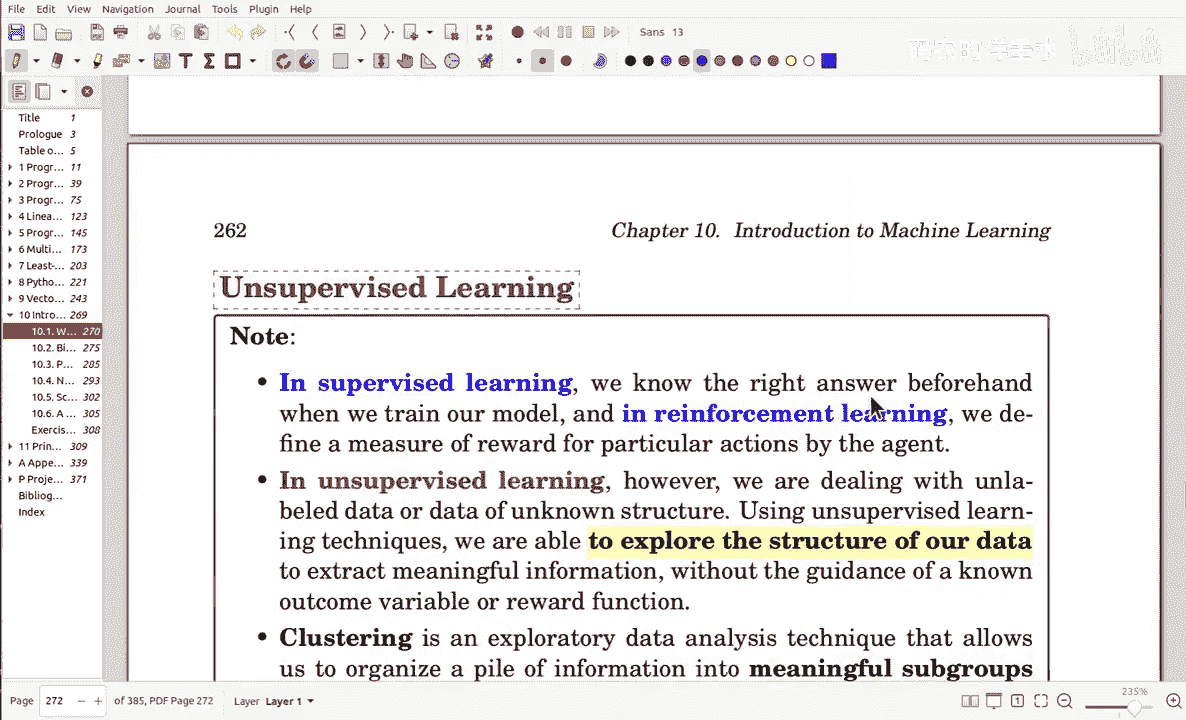 File Edit View Navigation Journal Tools Plugin Help
Sans 13
Title 1
Prologue 3
Table o... 5
1 Progr... 11
2 Progr... 39
3 Progr... 75
4 Linea... 123
5 Progr... 145
6 Multi... 173
7 Least-... 203
8 Pytho... 221
9 Vecto... 243
10 Intro... 269
10.1. W... 270
10.2. Bi... 275
10.3. P... 285
10.4. N... 293
10.5. Sc... 302
10.6. A ... 305
Exercis... 308
11 Prin... 309
A Appe... 339
P Proje... 371
Bibliog...
Index
262 Chapter 10. Introduction to Machine Learning
Unsupervised Learning
Note:
• In supervised learning, we know the right answer beforehand
when we train our model, and in reinforcement learning, we de-
fine a measure of reward for particular actions by the agent.
• In unsupervised learning, however, we are dealing with unla-
beled data or data of unknown structure. Using unsupervised learn-
ing techniques, we are able to explore the structure of our data
to extract meaningful information, without the guidance of a known
outcome variable or reward function.
• Clustering is an exploratory data analysis technique that allows
us to organize a pile of information into meaningful subgroups
Page 272 − + of 385, PDF Page 272 Layer Layer 1
235%